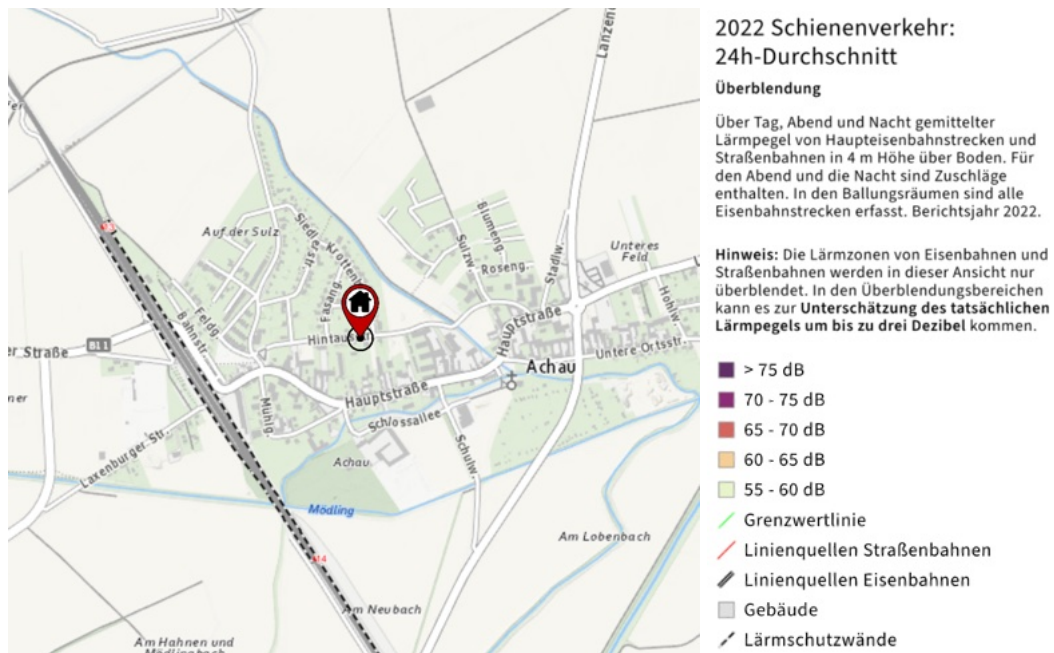 2022 Schienenverkehr:
24h-Durchschnitt
Überblendung
Über Tag, Abend und Nacht gemittelter
Lärmpegel von Haupteisenbahnstrecken und
Straßenbahnen in 4 m Höhe über Boden. Für
den Abend und die Nacht sind Zuschläge
enthalten. In den Ballungsräumen sind alle
Eisenbahnstrecken erfasst. Berichtsjahr 2022.
Hinweis: Die Lärmzonen von Eisenbahnen und
Straßenbahnen werden in dieser Ansicht nur
überblendet. In den Überblendungsbereichen
kann es zur Unterschätzung des tatsächlichen
Lärmpegels um bis zu drei Dezibel kommen.
> 75 dB
70 - 75 dB
65 - 70 dB
60 - 65 dB
55 - 60 dB
Grenzwertlinie
Linienquellen Straßenbahnen
Linienquellen Eisenbahnen
Gebäude
Lärmschutzwände
Lanzen
Auf der Sulz
Siedl
Krottenb
Fasang.
Sulzw.
Blumeng
Roseng.
Stadlw.
Unteres
Feld
Hohlw
Feldg.
Bahnstr.
Hintaus
Hauptstraße
Untere Ortsstr.
er Straße
B11
Achau
Hauptstraße
Mühlg.
Schlossallee
Schulw.
Laxenburger Str.
Achau
Mödling
Am Lobenbach
Am Neubach
Am Hahnen und
Mödlingbach